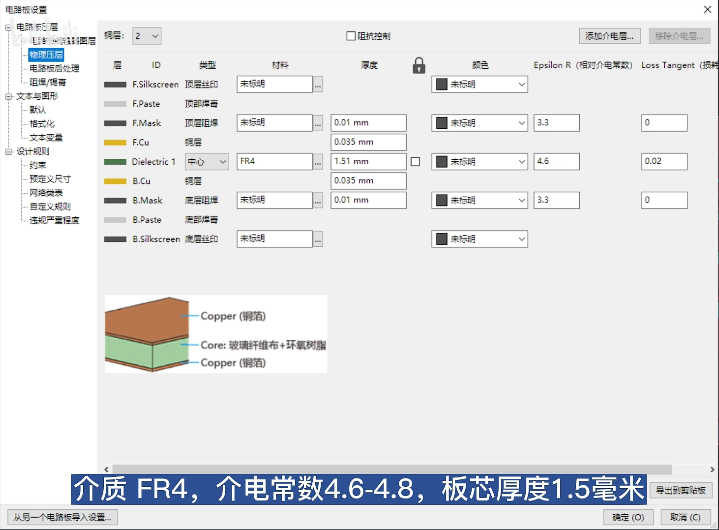 电路板设置
电路板压层
物理压层
电路板后处理
阻焊/锡膏
文本与图形
默认
格式化
文本变量
设计规则
约束
预定义尺寸
网络类表
自定义规则
违规严重程度
铜层: 2 阻抗控制 添加介电层... 移除介电层...
层 ID 类型 材料 厚度 颜色 Epsilon R（相对介电常数） Loss Tangent（损耗
F.Silkscreen 顶层丝印 未标明 ... 未标明
F.Paste 顶部焊膏
F.Mask 顶层阻焊 未标明 ... 0.01 mm 未标明 3.3 0
F.Cu 铜层 0.035 mm
Dielectric 1 中心 FR4 ... 1.51 mm 未标明 4.6 0.02
B.Cu 铜层 0.035 mm
B.Mask 底层阻焊 未标明 ... 0.01 mm 未标明 3.3 0
B.Paste 底部焊膏
B.Silkscreen 底层丝印 未标明 ... 未标明
Copper (铜箔)
Core: 玻璃纤维布+环氧树脂
Copper (铜箔)
介质 FR4，介电常数4.6-4.8，板芯厚度1.5毫米
导出到剪贴板
从另一个电路板导入设置...
确定 (O) 取消 (C)